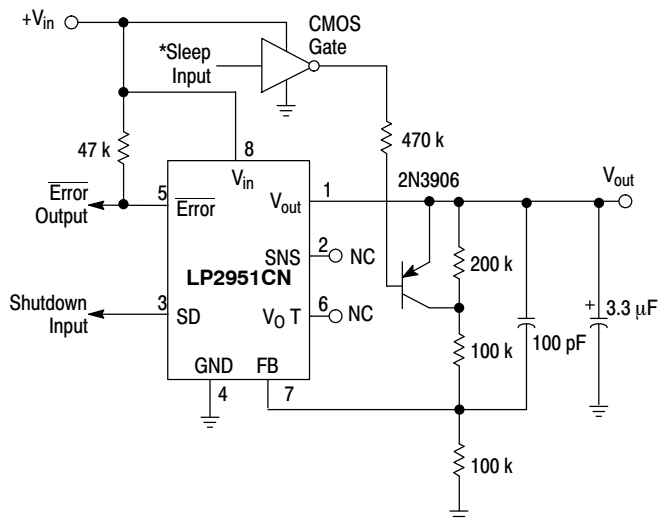 +Vin
*Sleep
Input
CMOS
Gate
47 k
8
470 k
Vin
2N3906
Vout
Error
Output
5
Error
Vout
1
SNS
2
NC
200 k
LP2951CN
Shutdown
Input
3
SD
VO T
6
NC
+
3.3 µF
100 k
100 pF
GND
FB
4
7
100 k